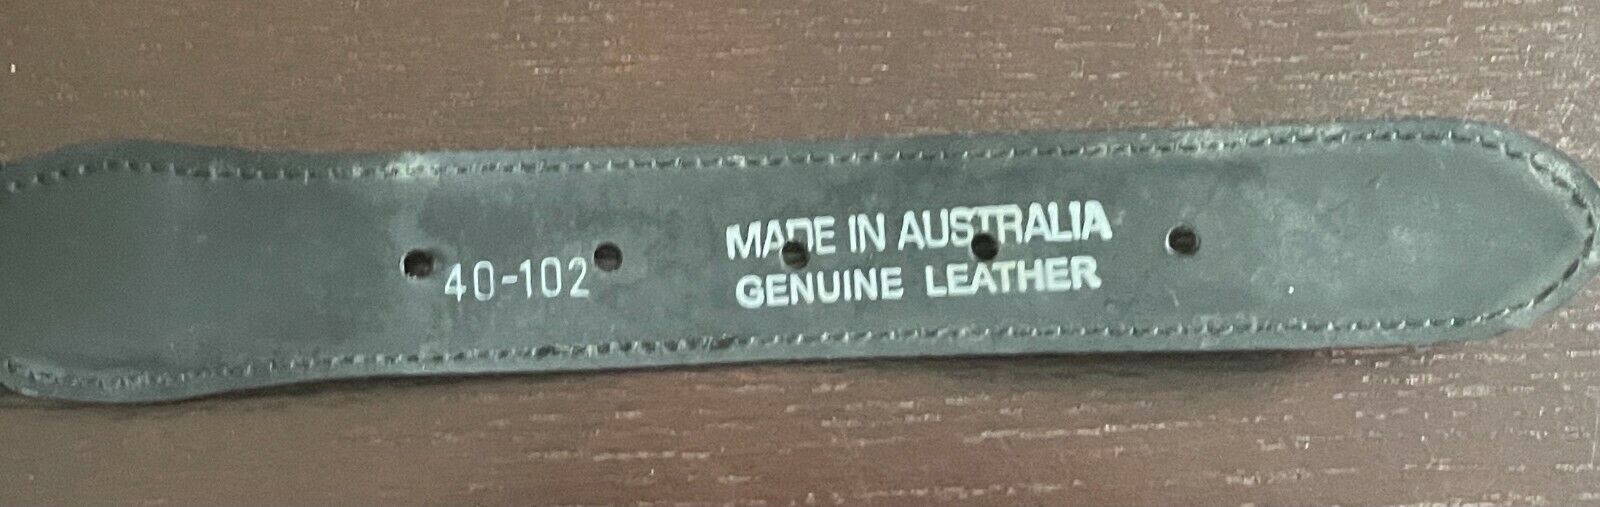 40-102
MADE IN AUSTRALIA
GENUINE LEATHER